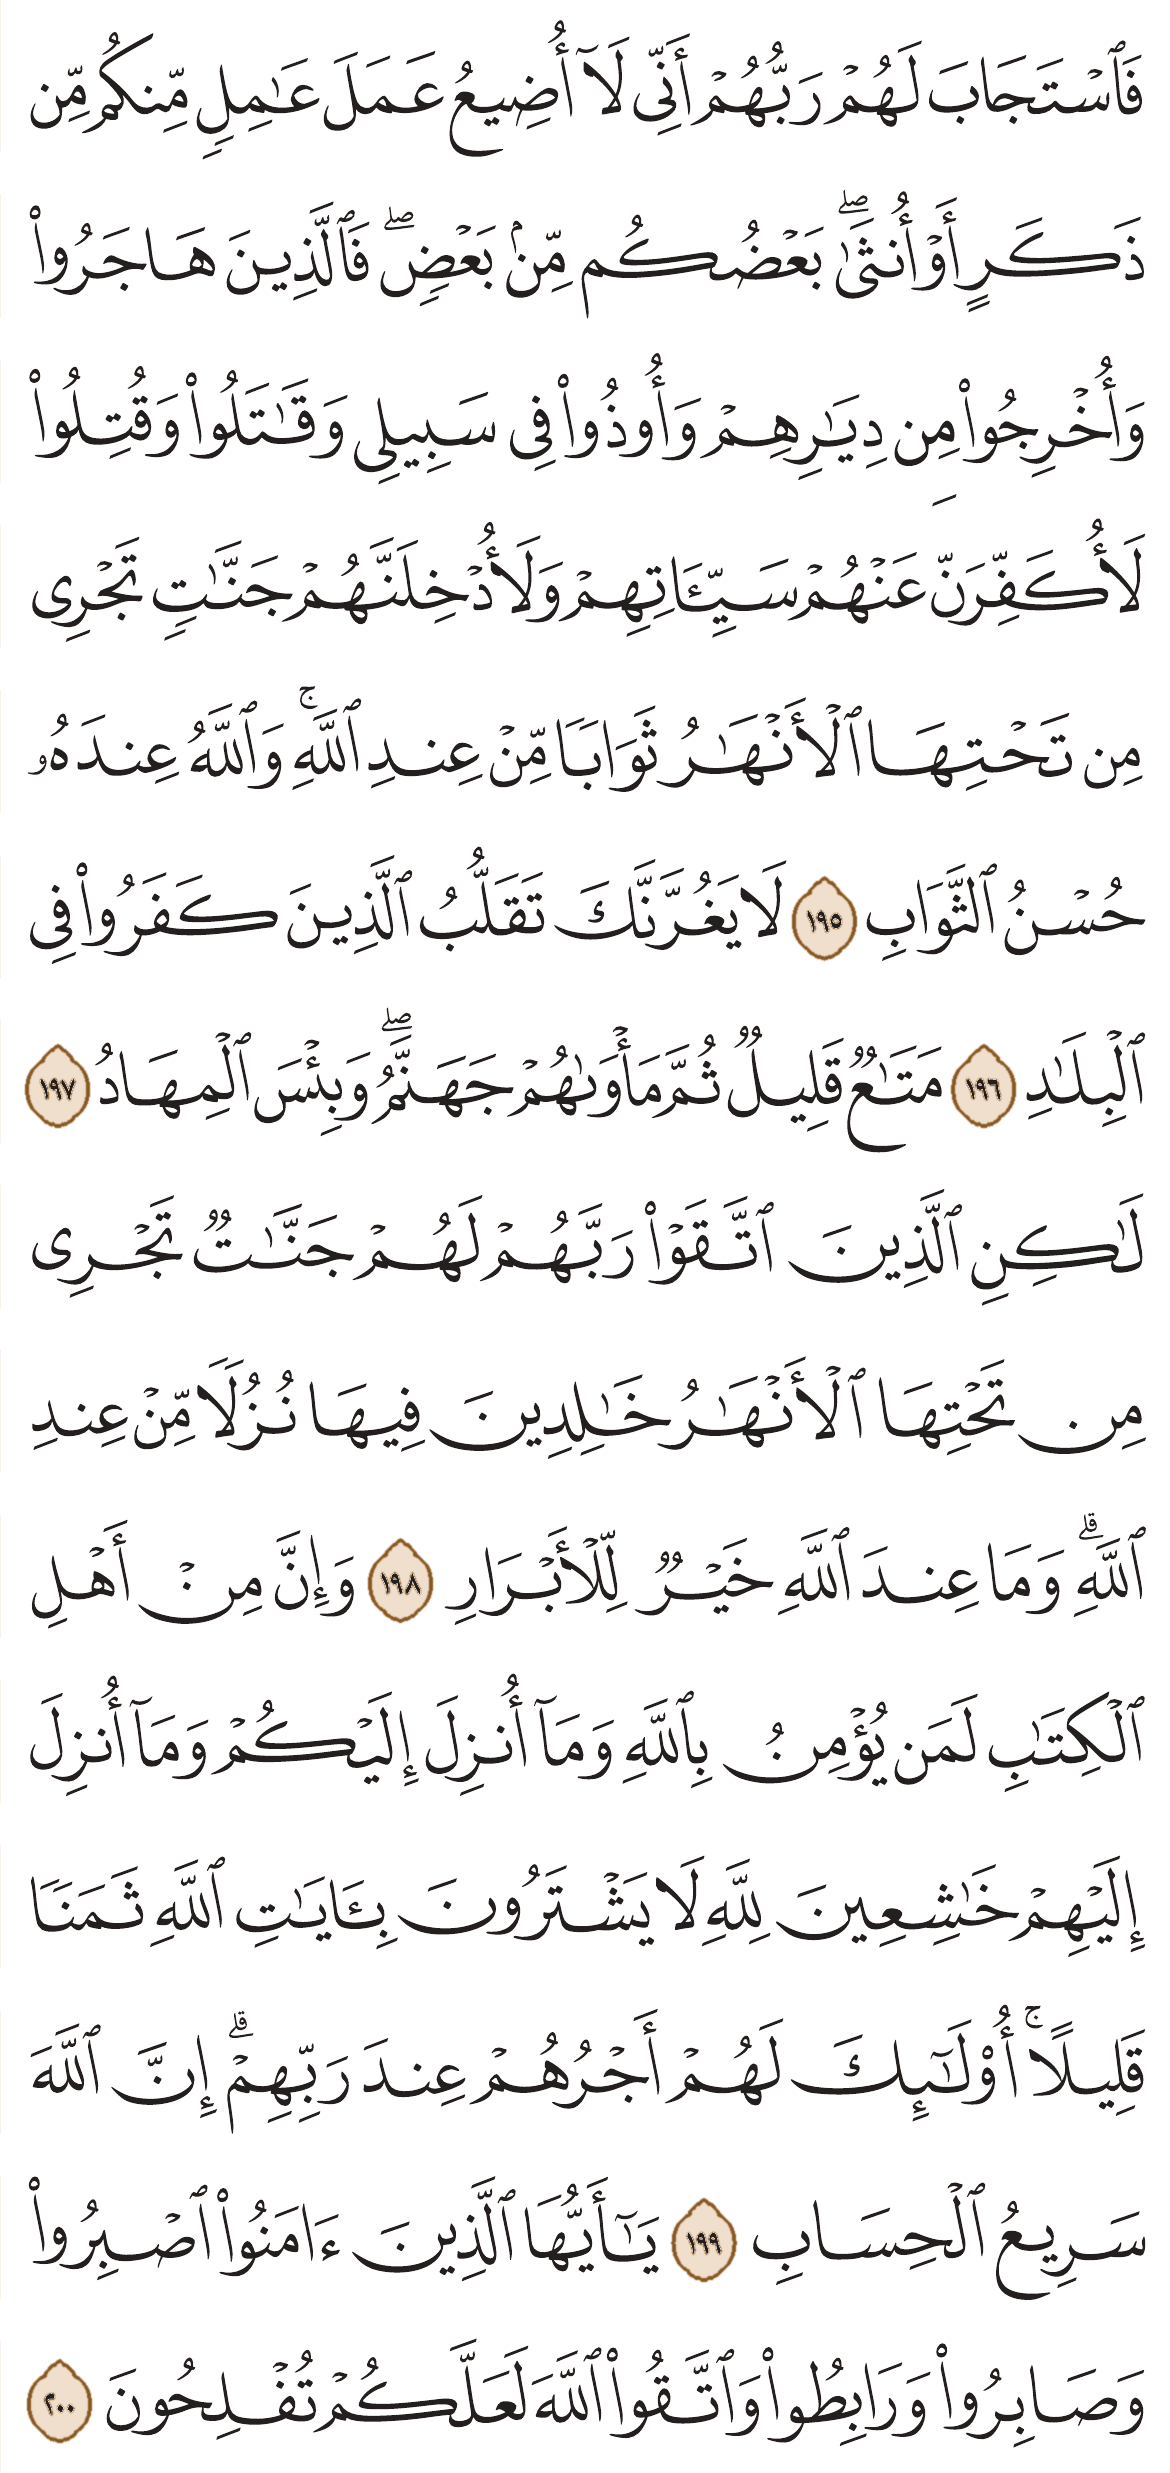 فَٱسْتَجَابَ لَهُمْ رَبُّهُمْ أَنِّى لَآ أُضِيعُ عَمَلَ عَٰمِلٍ مِّنكُم مِّن
ذَكَرٍ أَوْ أُنثَىٰ ۖ بَعْضُكُم مِّنۢ بَعْضٍ ۖ فَٱلَّذِينَ هَاجَرُوا۟
وَأُخْرِجُوا۟ مِن دِيَٰرِهِمْ وَأُوذُوا۟ فِى سَبِيلِى وَقَٰتَلُوا۟ وَقُتِلُوا۟
لَأُكَفِّرَنَّ عَنْهُمْ سَيِّـَٔاتِهِمْ وَلَأُدْخِلَنَّهُمْ جَنَّٰتٍ تَجْرِى
مِن تَحْتِهَا ٱلْأَنْهَٰرُ ثَوَابًا مِّنْ عِندِ ٱللَّهِ ۚ وَٱللَّهُ عِندَهُۥ
حُسْنُ ٱلثَّوَابِ ١٩٥ لَا يَغُرَّنَّكَ تَقَلُّبُ ٱلَّذِينَ كَفَرُوا۟ فِى
ٱلْبِلَٰدِ ١٩٦ مَتَٰعٌ قَلِيلٌ ثُمَّ مَأْوَىٰهُمْ جَهَنَّمُ ۖ وَبِئْسَ ٱلْمِهَادُ ١٩٧
لَٰكِنِ ٱلَّذِينَ ٱتَّقَوْا۟ رَبَّهُمْ لَهُمْ جَنَّٰتٌ تَجْرِى
مِن تَحْتِهَا ٱلْأَنْهَٰرُ خَٰلِدِينَ فِيهَا نُزُلًا مِّنْ عِندِ
ٱللَّهِ ۗ وَمَا عِندَ ٱللَّهِ خَيْرٌ لِّلْأَبْرَارِ ١٩٨ وَإِنَّ مِنْ أَهْلِ
ٱلْكِتَٰبِ لَمَن يُؤْمِنُ بِٱللَّهِ وَمَآ أُنزِلَ إِلَيْكُمْ وَمَآ أُنزِلَ
إِلَيْهِمْ خَٰشِعِينَ لِلَّهِ لَا يَشْتَرُونَ بِـَٔايَٰتِ ٱللَّهِ ثَمَنًا
قَلِيلًا ۚ أُو۟لَٰٓئِكَ لَهُمْ أَجْرُهُمْ عِندَ رَبِّهِمْ ۗ إِنَّ ٱللَّهَ
سَرِيعُ ٱلْحِسَابِ ١٩٩ يَٰٓأَيُّهَا ٱلَّذِينَ ءَامَنُوا۟ ٱصْبِرُوا۟
وَصَابِرُوا۟ وَرَابِطُوا۟ وَٱتَّقُوا۟ ٱللَّهَ لَعَلَّكُمْ تُفْلِحُونَ ٢٠٠